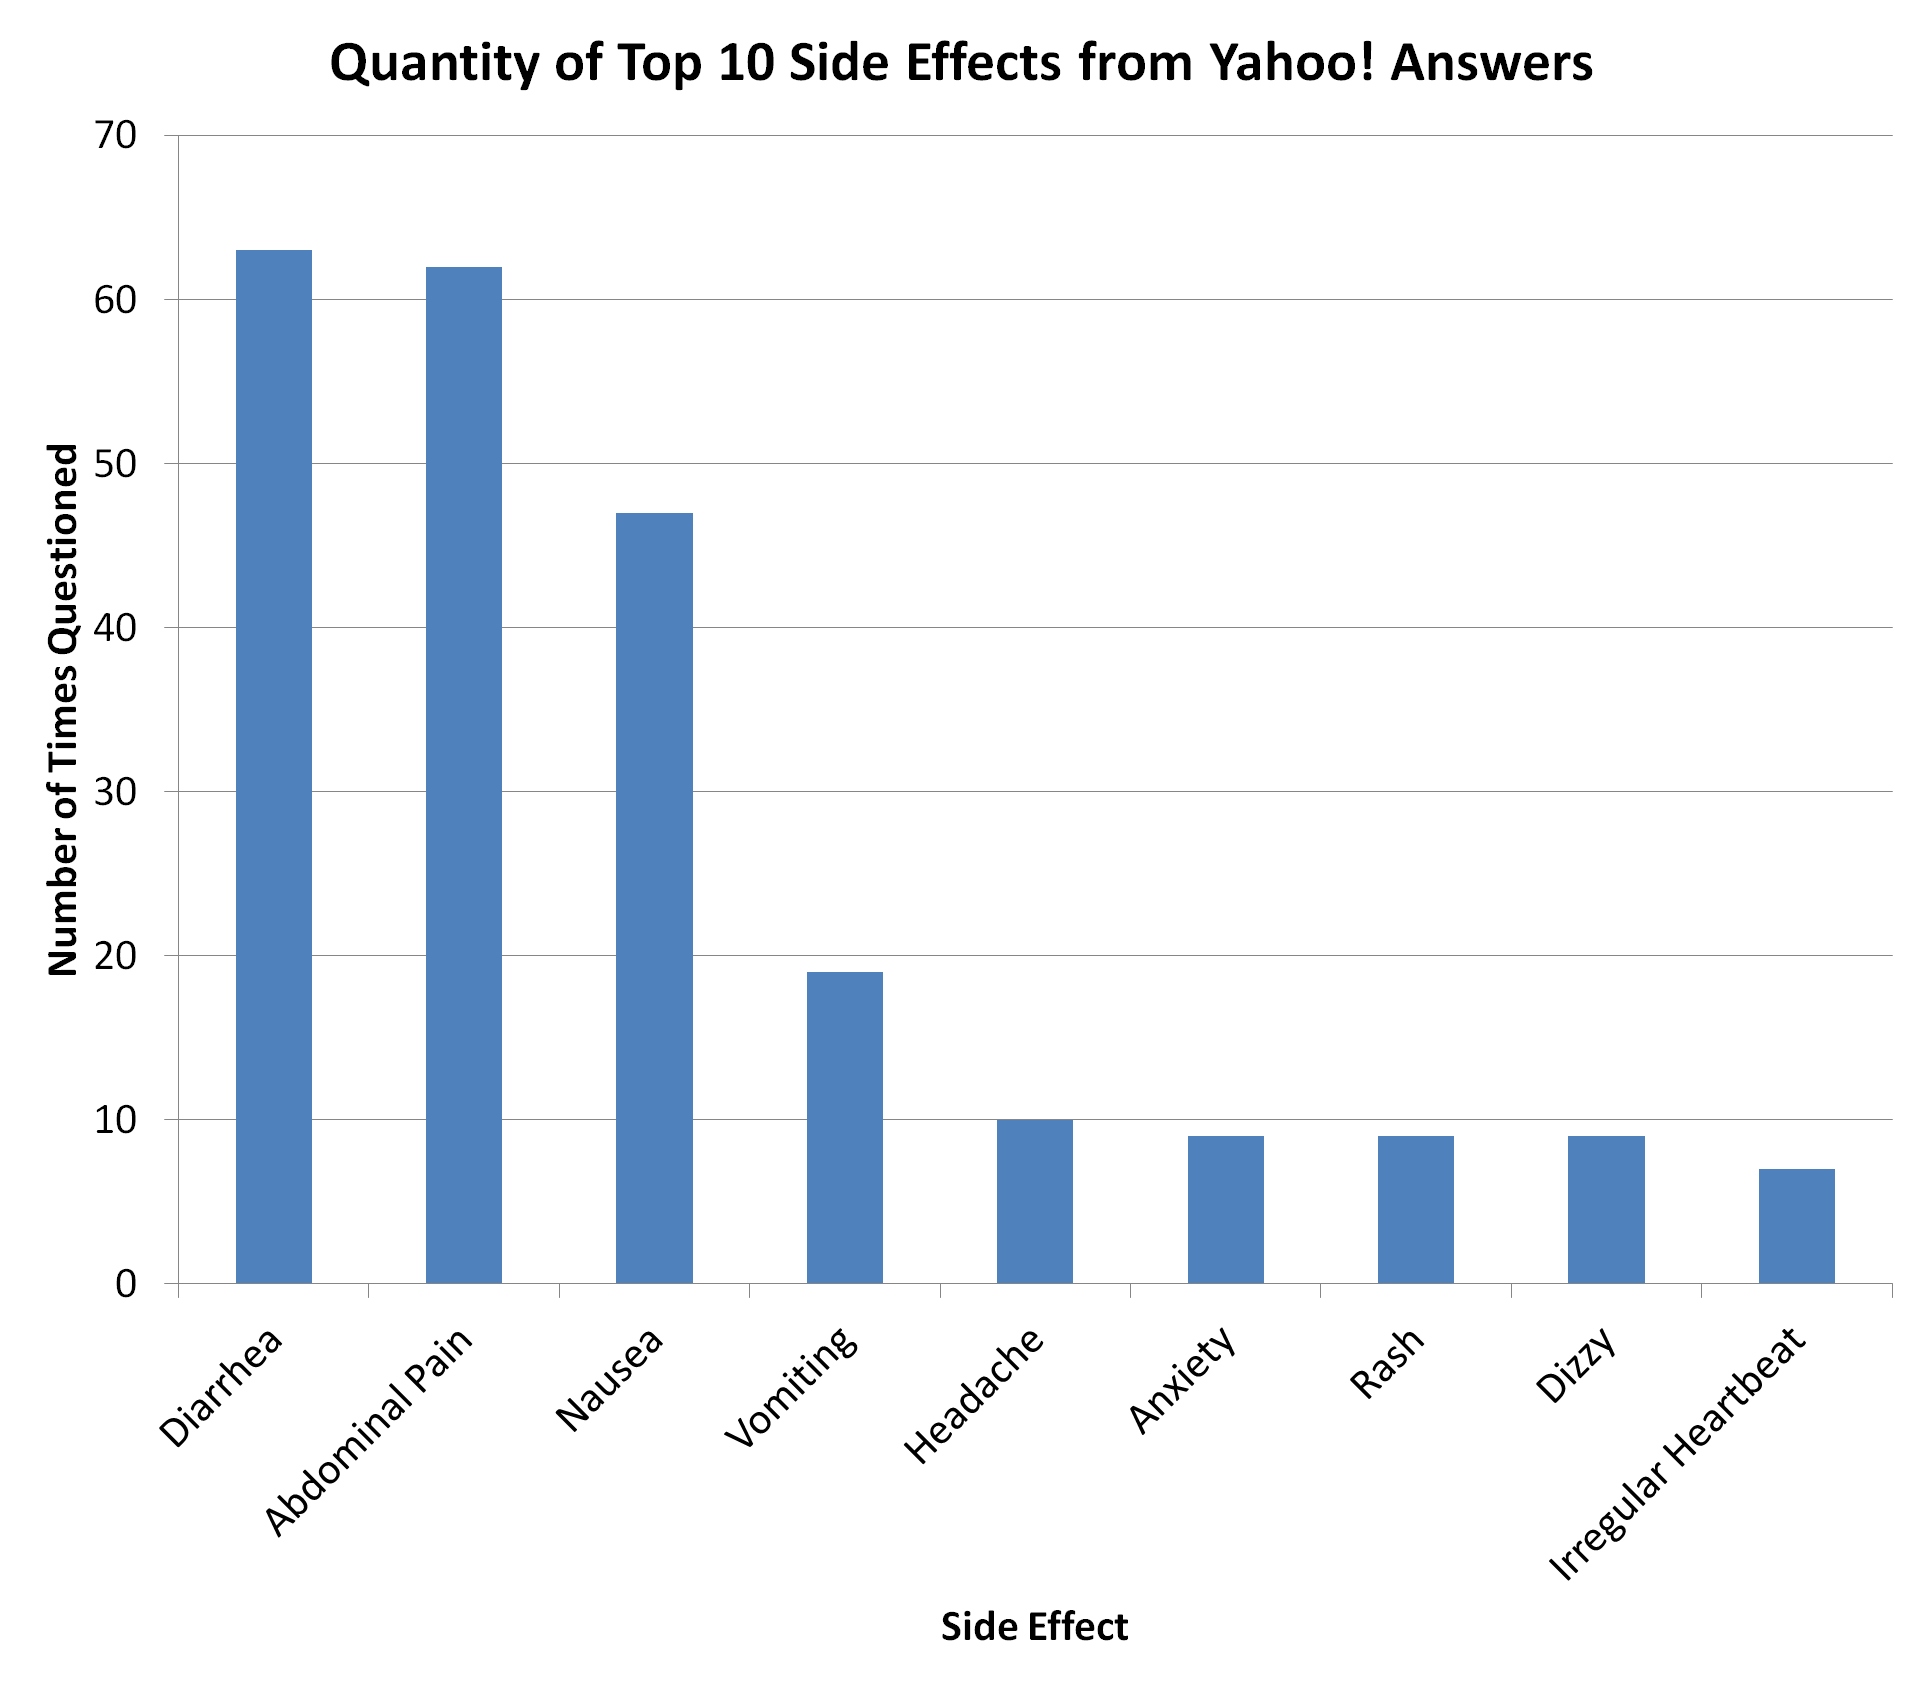 Quantity of Top 10 Side Effects from Yahoo! Answers
Number of Times Questioned
70
60
50
40
30
20
10
0
Diarrhea
Abdominal Pain
Nausea
Vomiting
Headache
Anxiety
Rash
Dizzy
Irregular Heartbeat
Side Effect